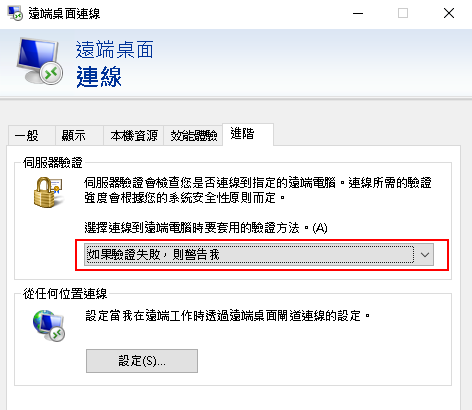 遠端桌面連線
遠端桌面
連線
一般 顯示 本機資源 效能體驗 進階
伺服器驗證
伺服器驗證會檢查您是否連線到指定的遠端電腦。連線所需的驗證
強度會根據您的系統安全性原則而定。
選擇連線到遠端電腦時要套用的驗證方法。(A)
如果驗證失敗，則警告我
從任何位置連線
設定當我在遠端工作時透過遠端桌面閘道連線的設定。
設定(S)...